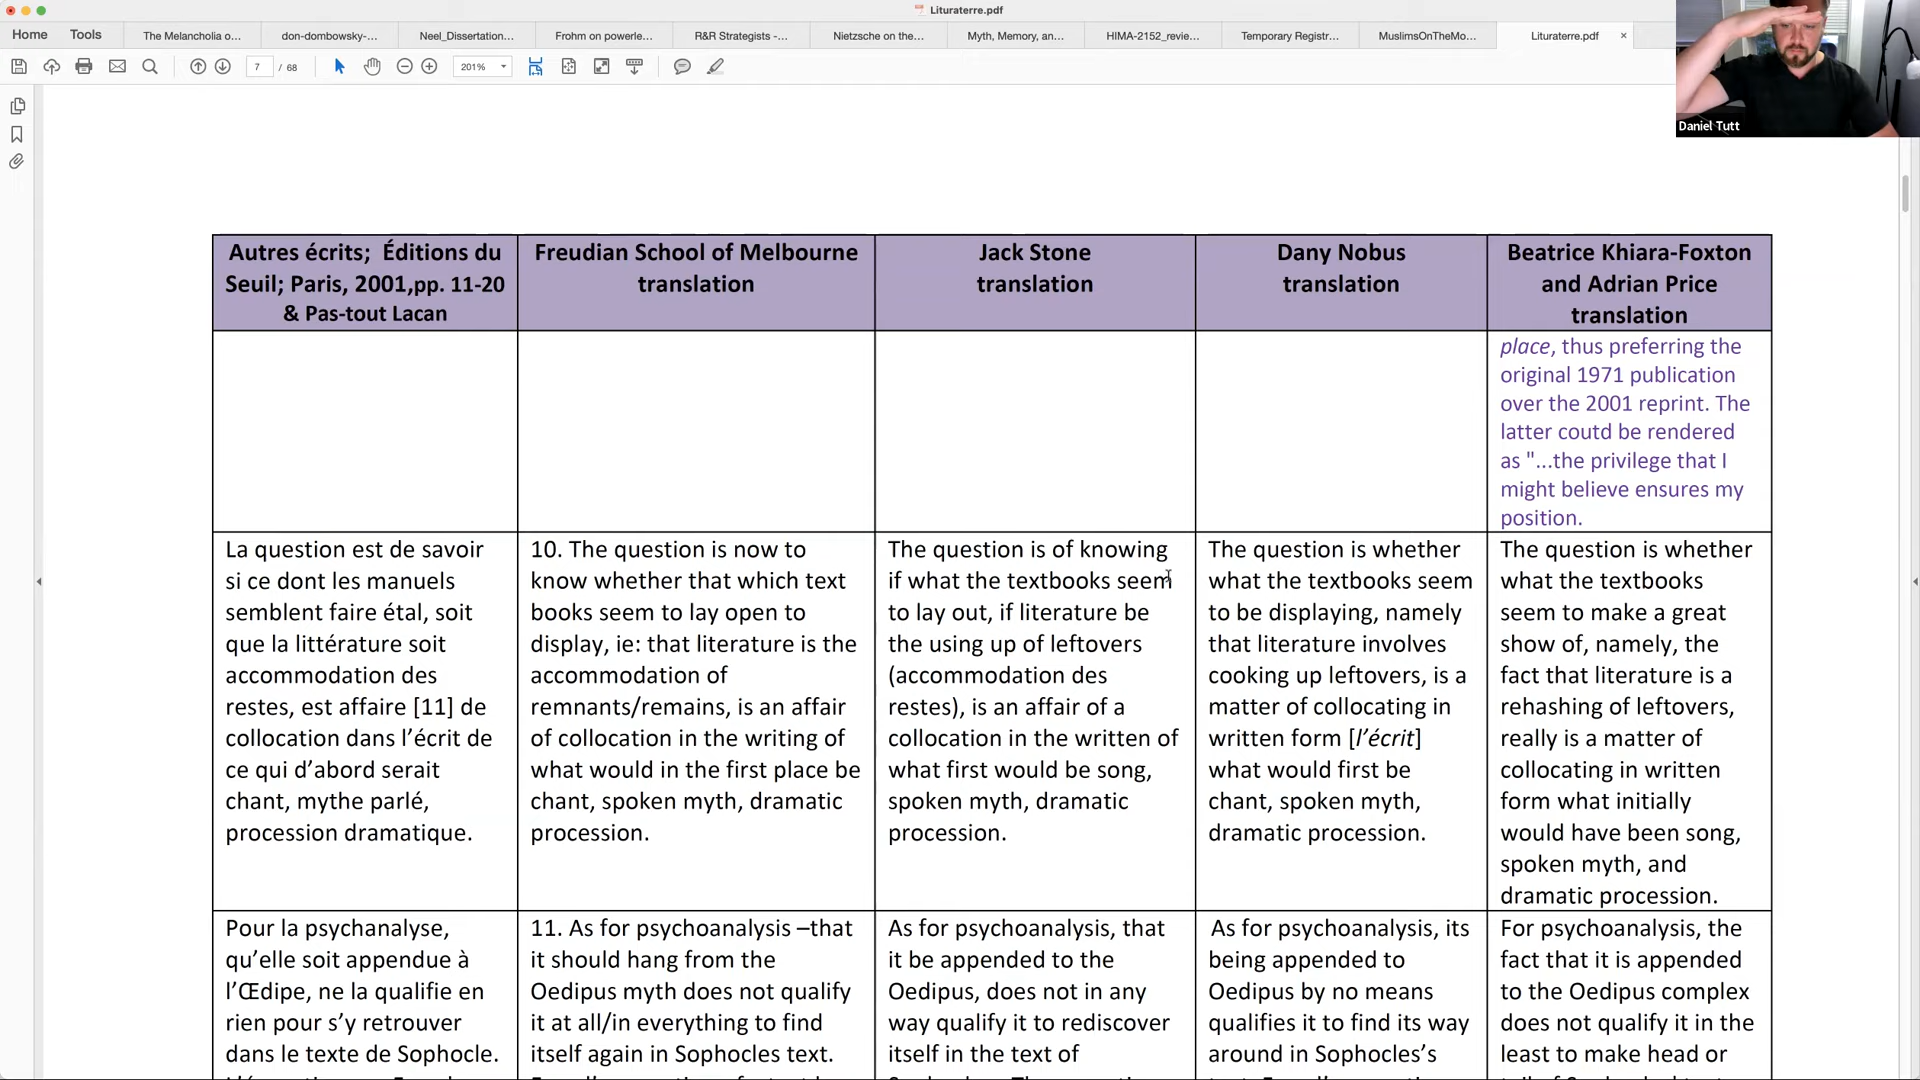 Lituraterre.pdf
Home
Tools
The Melancholia o...
don-dombowsky-...
Neel_Dissertation...
Frohm on powerle...
R&R Strategists -...
Nietzsche on the...
Myth, Memory, an...
HIMA-2152_revie...
Temporary Registr...
MuslimsOnTheMo...
Lituraterre.pdf
7 / 68
201%
Daniel Tutt
Autres écrits; Éditions du
Seuil; Paris, 2001,pp. 11-20
& Pas-tout Lacan
Freudian School of Melbourne
translation
Jack Stone
translation
Dany Nobus
translation
Beatrice Khiara-Foxton
and Adrian Price
translation
place, thus preferring the
original 1971 publication
over the 2001 reprint. The
latter coutd be rendered
as "...the privilege that I
might believe ensures my
position.
La question est de savoir
si ce dont les manuels
semblent faire étal, soit
que la littérature soit
accommodation des
restes, est affaire [11] de
collocation dans l’écrit de
ce qui d’abord serait
chant, mythe parlé,
procession dramatique.
10. The question is now to
know whether that which text
books seem to lay open to
display, ie: that literature is the
accommodation of
remnants/remains, is an affair
of collocation in the writing of
what would in the first place be
chant, spoken myth, dramatic
procession.
The question is of knowing
if what the textbooks seem
to lay out, if literature be
the using up of leftovers
(accommodation des
restes), is an affair of a
collocation in the written of
what first would be song,
spoken myth, dramatic
procession.
The question is whether
what the textbooks seem
to be displaying, namely
that literature involves
cooking up leftovers, is a
matter of collocating in
written form [l’écrit]
what would first be
chant, spoken myth,
dramatic procession.
The question is whether
what the textbooks
seem to make a great
show of, namely, the
fact that literature is a
rehashing of leftovers,
really is a matter of
collocating in written
form what initially
would have been song,
spoken myth, and
dramatic procession.
Pour la psychanalyse,
qu’elle soit appendue à
l’Œdipe, ne la qualifie en
rien pour s’y retrouver
dans le texte de Sophocle.
11. As for psychoanalysis –that
it should hang from the
Oedipus myth does not qualify
it at all/in everything to find
itself again in Sophocles text.
As for psychoanalysis, that
it be appended to the
Oedipus, does not in any
way qualify it to rediscover
itself in the text of
As for psychoanalysis, its
being appended to
Oedipus by no means
qualifies it to find its way
around in Sophocles’s
For psychoanalysis, the
fact that it is appended
to the Oedipus complex
does not qualify it in the
least to make head or